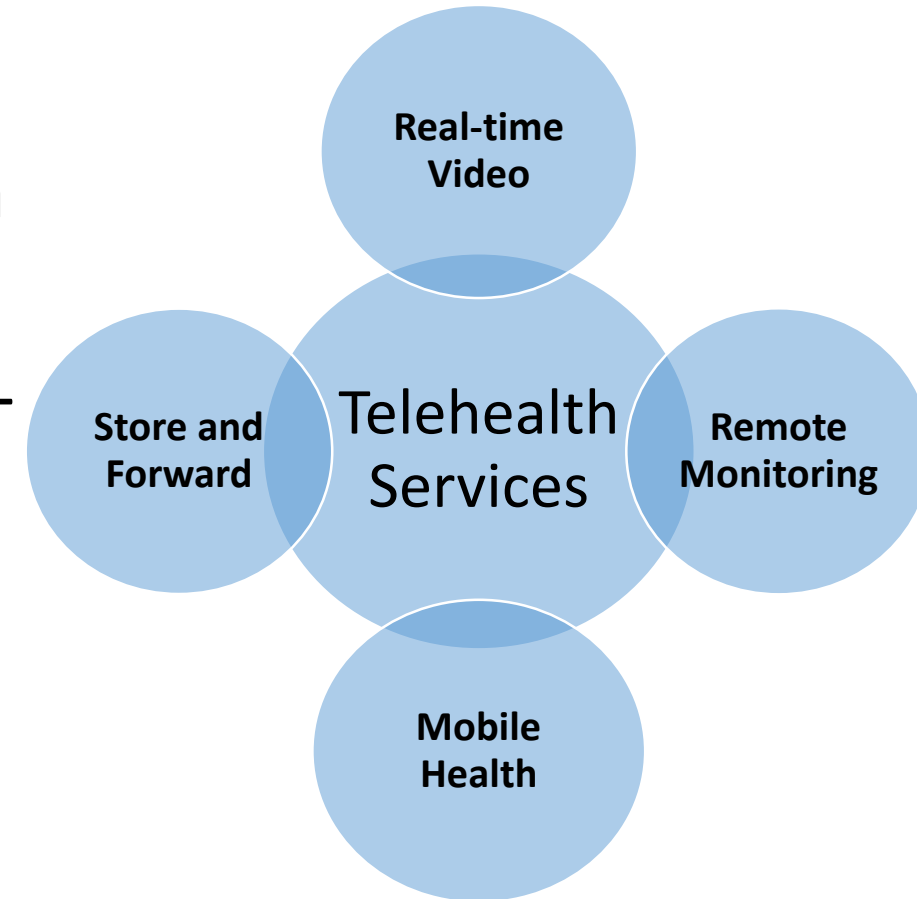 Real-time
Video
Store and
Forward
Telehealth
Services
Remote
Monitoring
Mobile
Health